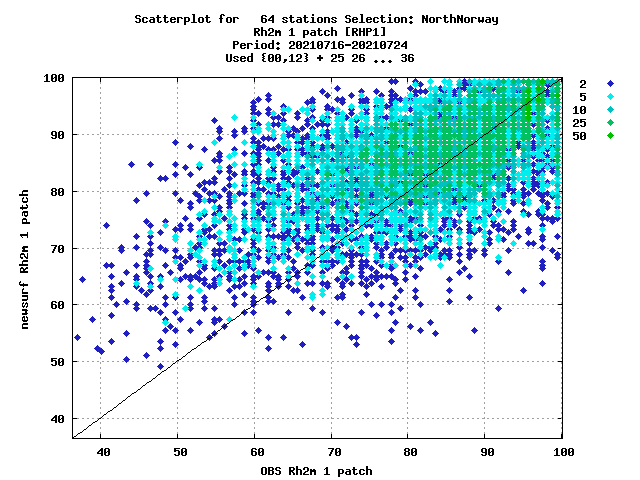 Scatterplot for   64 stations Selection: NorthNorway
Rh2m 1 patch [RHP1]
Period: 20210716-20210724
Used {00,12} + 25 26 ... 36
100
90
80
70
60
50
40
newsurf Rh2m 1 patch
40 50 60 70 80 90 100
OBS Rh2m 1 patch
2
5
10
25
50